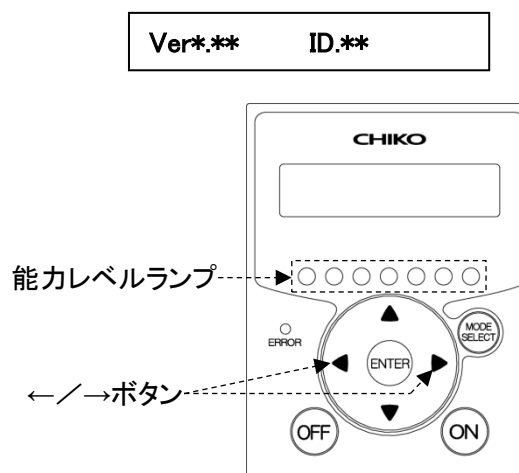 Ver*.** ID.**
CHIKO
能力レベルランプ
ERROR
MODE
SELECT
ENTER
←／→ボタン
OFF
ON